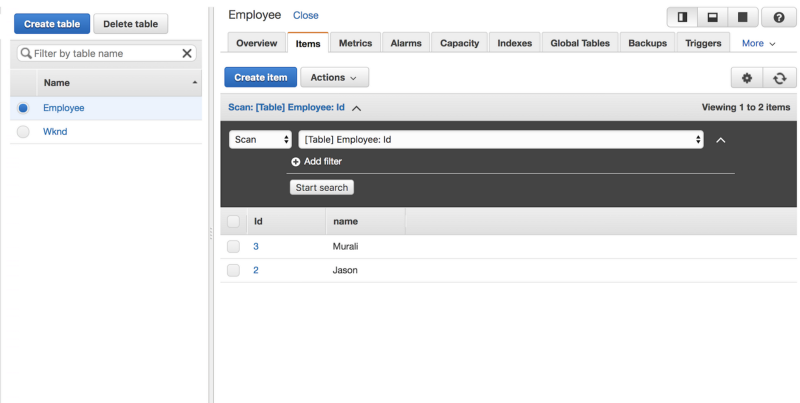 Create table Delete table
Filter by table name
Name
Employee
Wknd
Employee Close
Overview Items Metrics Alarms Capacity Indexes Global Tables Backups Triggers More
Create item Actions
Scan: [Table] Employee: Id Viewing 1 to 2 items
Scan [Table] Employee: Id
Add filter
Start search
Id name
3 Murali
2 Jason